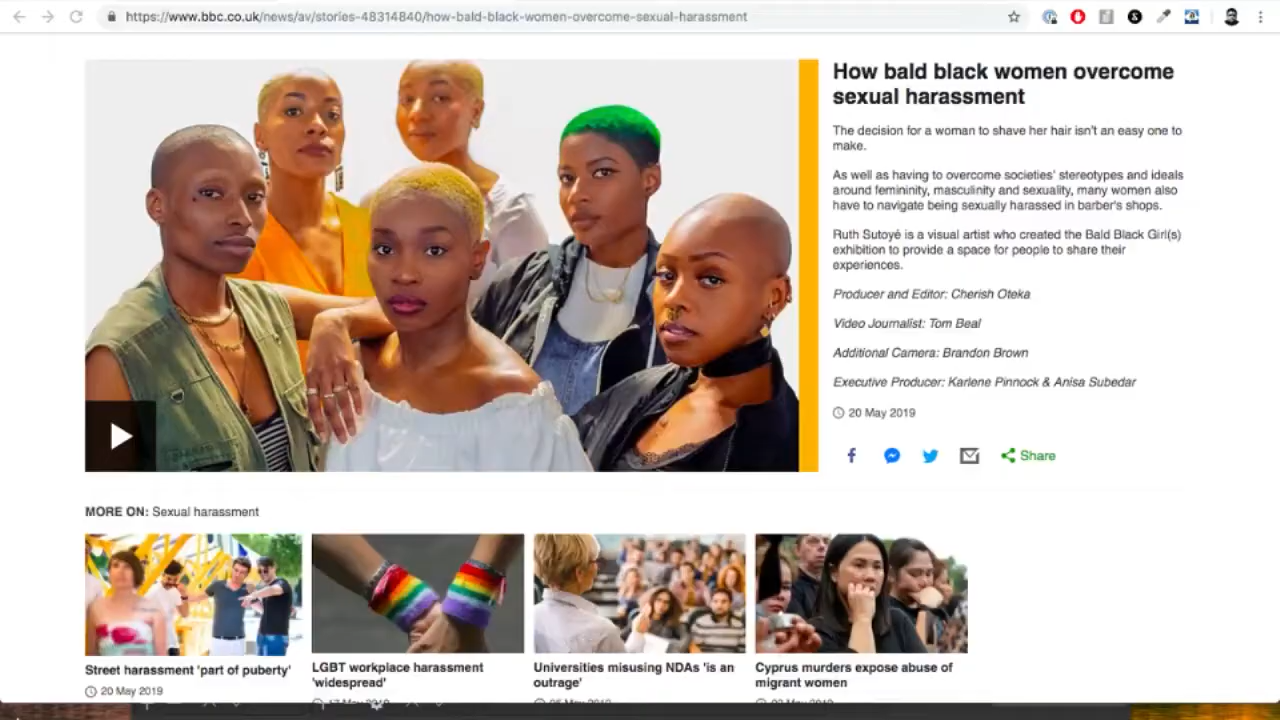 https://www.bbc.co.uk/news/av/stories-48314840/how-bald-black-women-overcome-sexual-harassment
How bald black women overcome
sexual harassment
The decision for a woman to shave her hair isn't an easy one to
make.
As well as having to overcome societies' stereotypes and ideals
around femininity, masculinity and sexuality, many women also
have to navigate being sexually harassed in barber's shops.
Ruth Sutoyé is a visual artist who created the Bald Black Girl(s)
exhibition to provide a space for people to share their
experiences.
Producer and Editor: Cherish Oteka
Video Journalist: Tom Beal
Additional Camera: Brandon Brown
Executive Producer: Karlene Pinnock & Anisa Subedar
20 May 2019
Share
MORE ON: Sexual harassment
Street harassment 'part of puberty'
20 May 2019
LGBT workplace harassment
'widespread'
Universities misusing NDAs 'is an
outrage'
Cyprus murders expose abuse of
migrant women